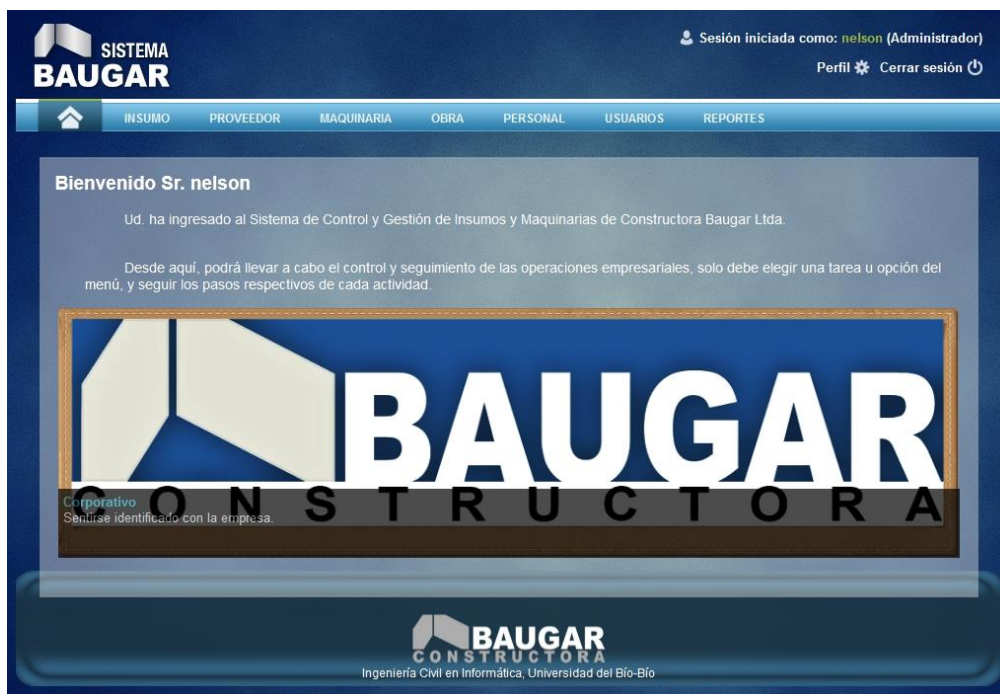 SISTEMA
BAUGAR
Sesión iniciada como: nelson (Administrador)
Perfil Cerrar sesión
INSUMO PROVEEDOR MAQUINARIA OBRA PERSONAL USUARIOS REPORTES
Bienvenido Sr. nelson
Ud. ha ingresado al Sistema de Control y Gestión de Insumos y Maquinarias de Constructora Baugar Ltda.
Desde aquí, podrá llevar a cabo el control y seguimiento de las operaciones empresariales, solo debe elegir una tarea u opción del
menú, y seguir los pasos respectivos de cada actividad.
BAUGAR
CONSTRUCTORA
Corporativo
Sentirse identificado con la empresa.
BAUGAR
CONSTRUCTORA
Ingeniería Civil en Informática, Universidad del Bío-Bío